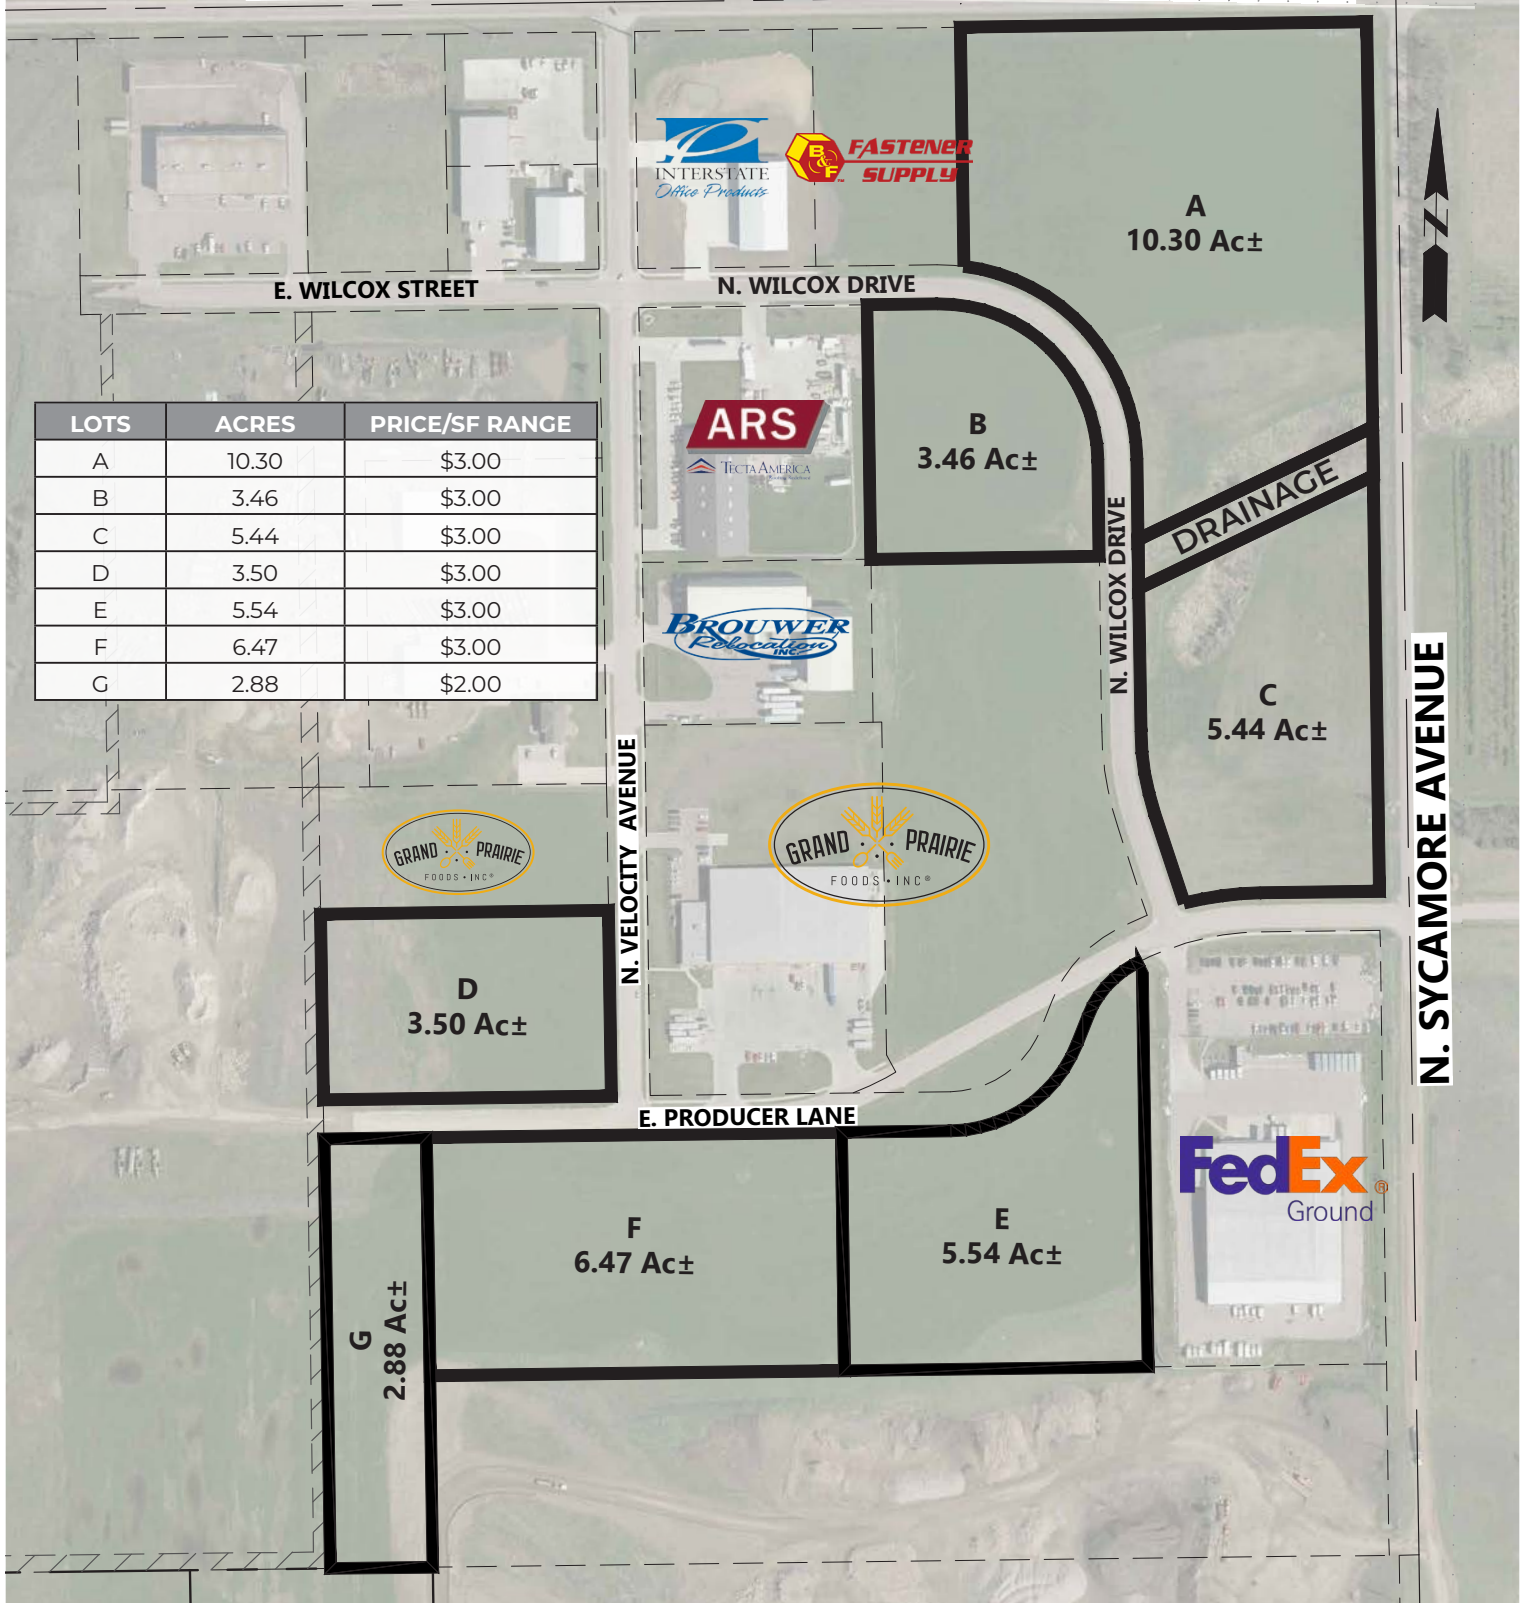 INTERSTATE
Office Products
B&F
FASTENER
SUPPLY
A
10.30 Ac±
N
E. WILCOX STREET
N. WILCOX DRIVE
LOTS ACRES PRICE/SF RANGE
A 10.30 $3.00
B 3.46 $3.00
C 5.44 $3.00
D 3.50 $3.00
E 5.54 $3.00
F 6.47 $3.00
G 2.88 $2.00
ARS
TECTA AMERICA
B
3.46 Ac±
DRAINAGE
N. WILCOX DRIVE
BROUWER
Relocation
INC.
C
5.44 Ac±
N. SYCAMORE AVENUE
N. VELOCITY AVENUE
GRAND PRAIRIE
FOODS • INC®
GRAND PRAIRIE
FOODS • INC®
D
3.50 Ac±
E. PRODUCER LANE
FedEx®
Ground
F
6.47 Ac±
E
5.54 Ac±
G
2.88 Ac±